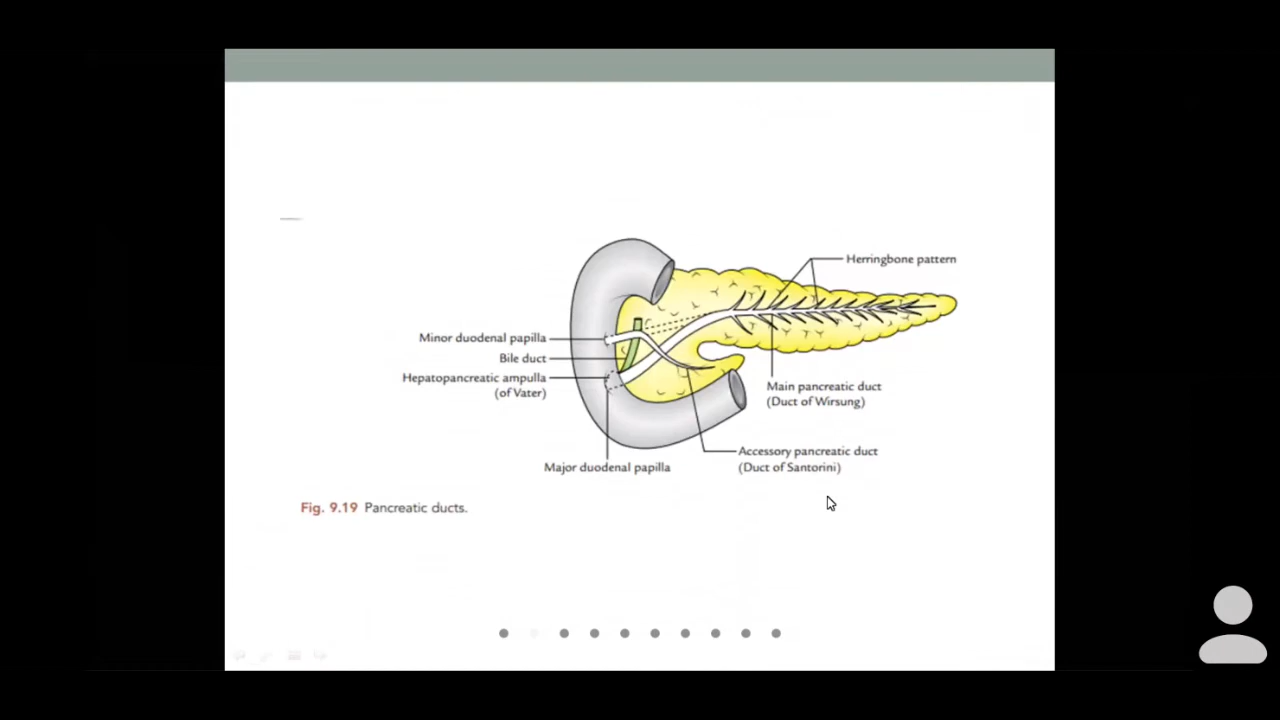 Herringbone pattern
Minor duodenal papilla
Bile duct
Hepatopancreatic ampulla
(of Vater)
Main pancreatic duct
(Duct of Wirsung)
Accessory pancreatic duct
(Duct of Santorini)
Major duodenal papilla
Fig. 9.19 Pancreatic ducts.